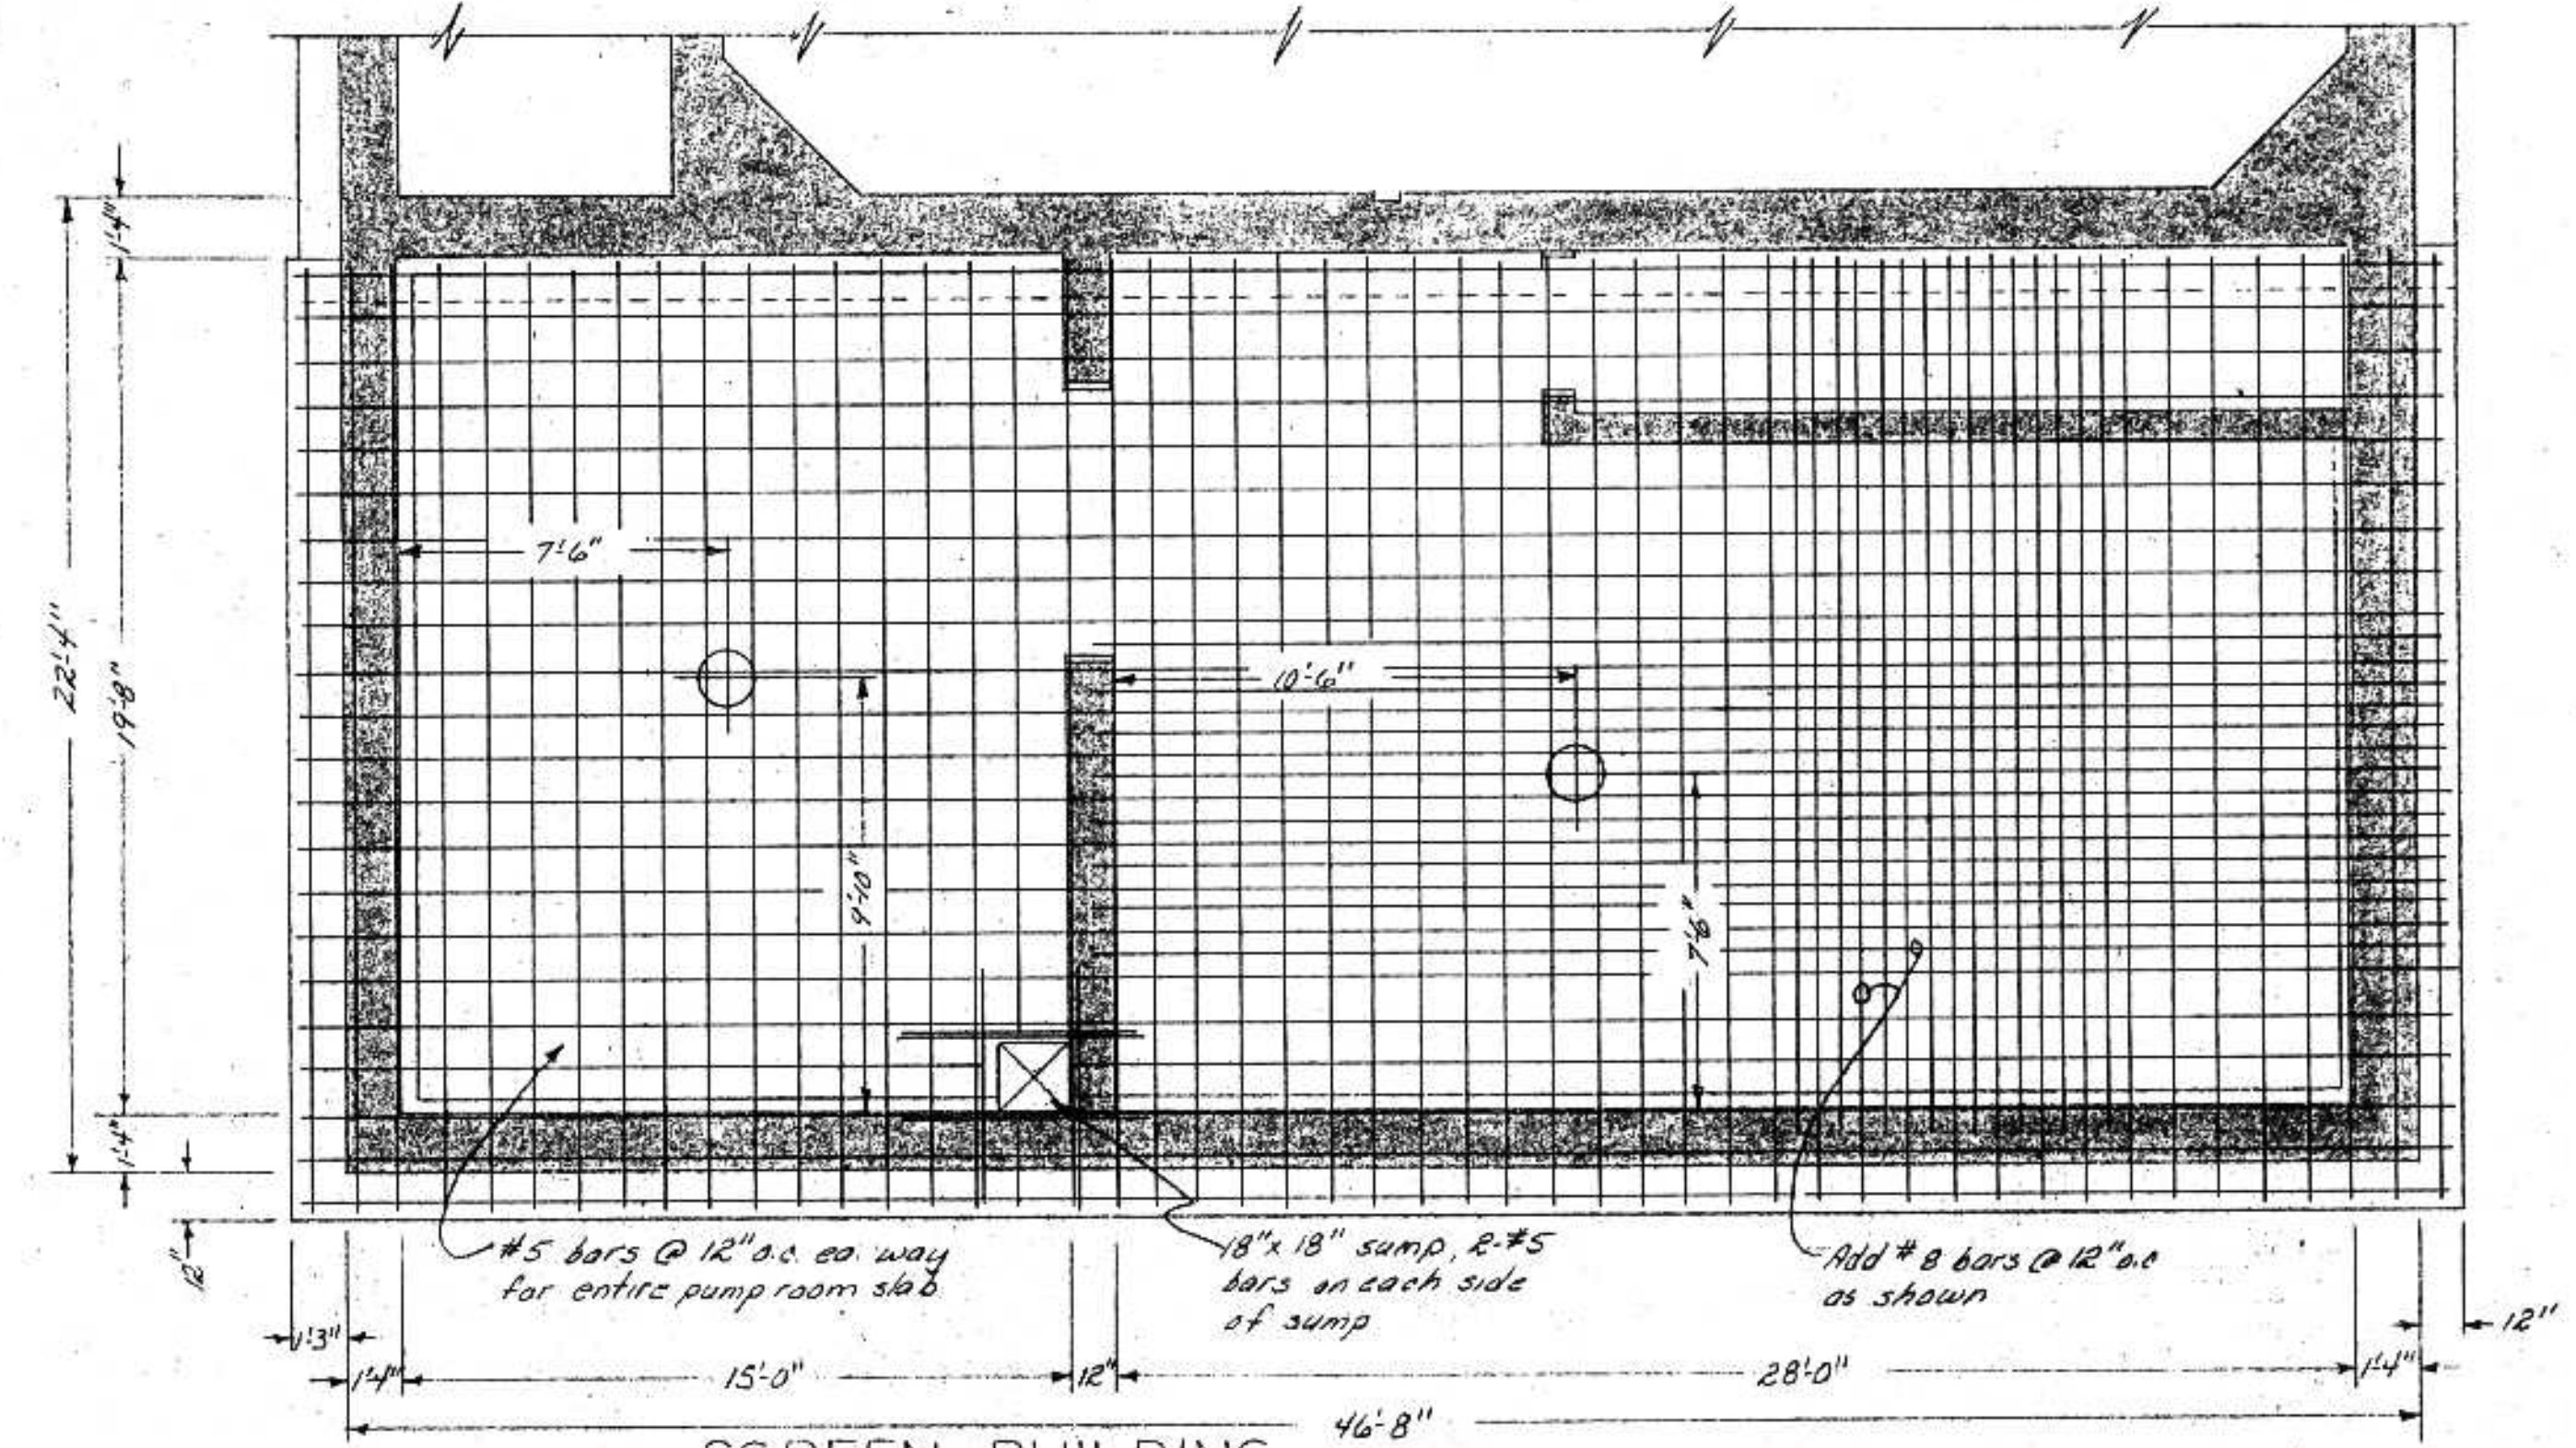 1'-4"
22'-4"
19'-8"
7'-6"
10'-6"
9'-10"
7'-6"
1'-4"
12"
#5 bars @ 12" o.c. ea. way
for entire pump room slab
18"x 18" sump, 2-#5
bars on each side
of sump
Add #8 bars @ 12" o.c
as shown
1'-3"
12"
1'-4"
15'-0"
12"
28'-0"
1'-4"
46'-8"
SCREEN BUILDING